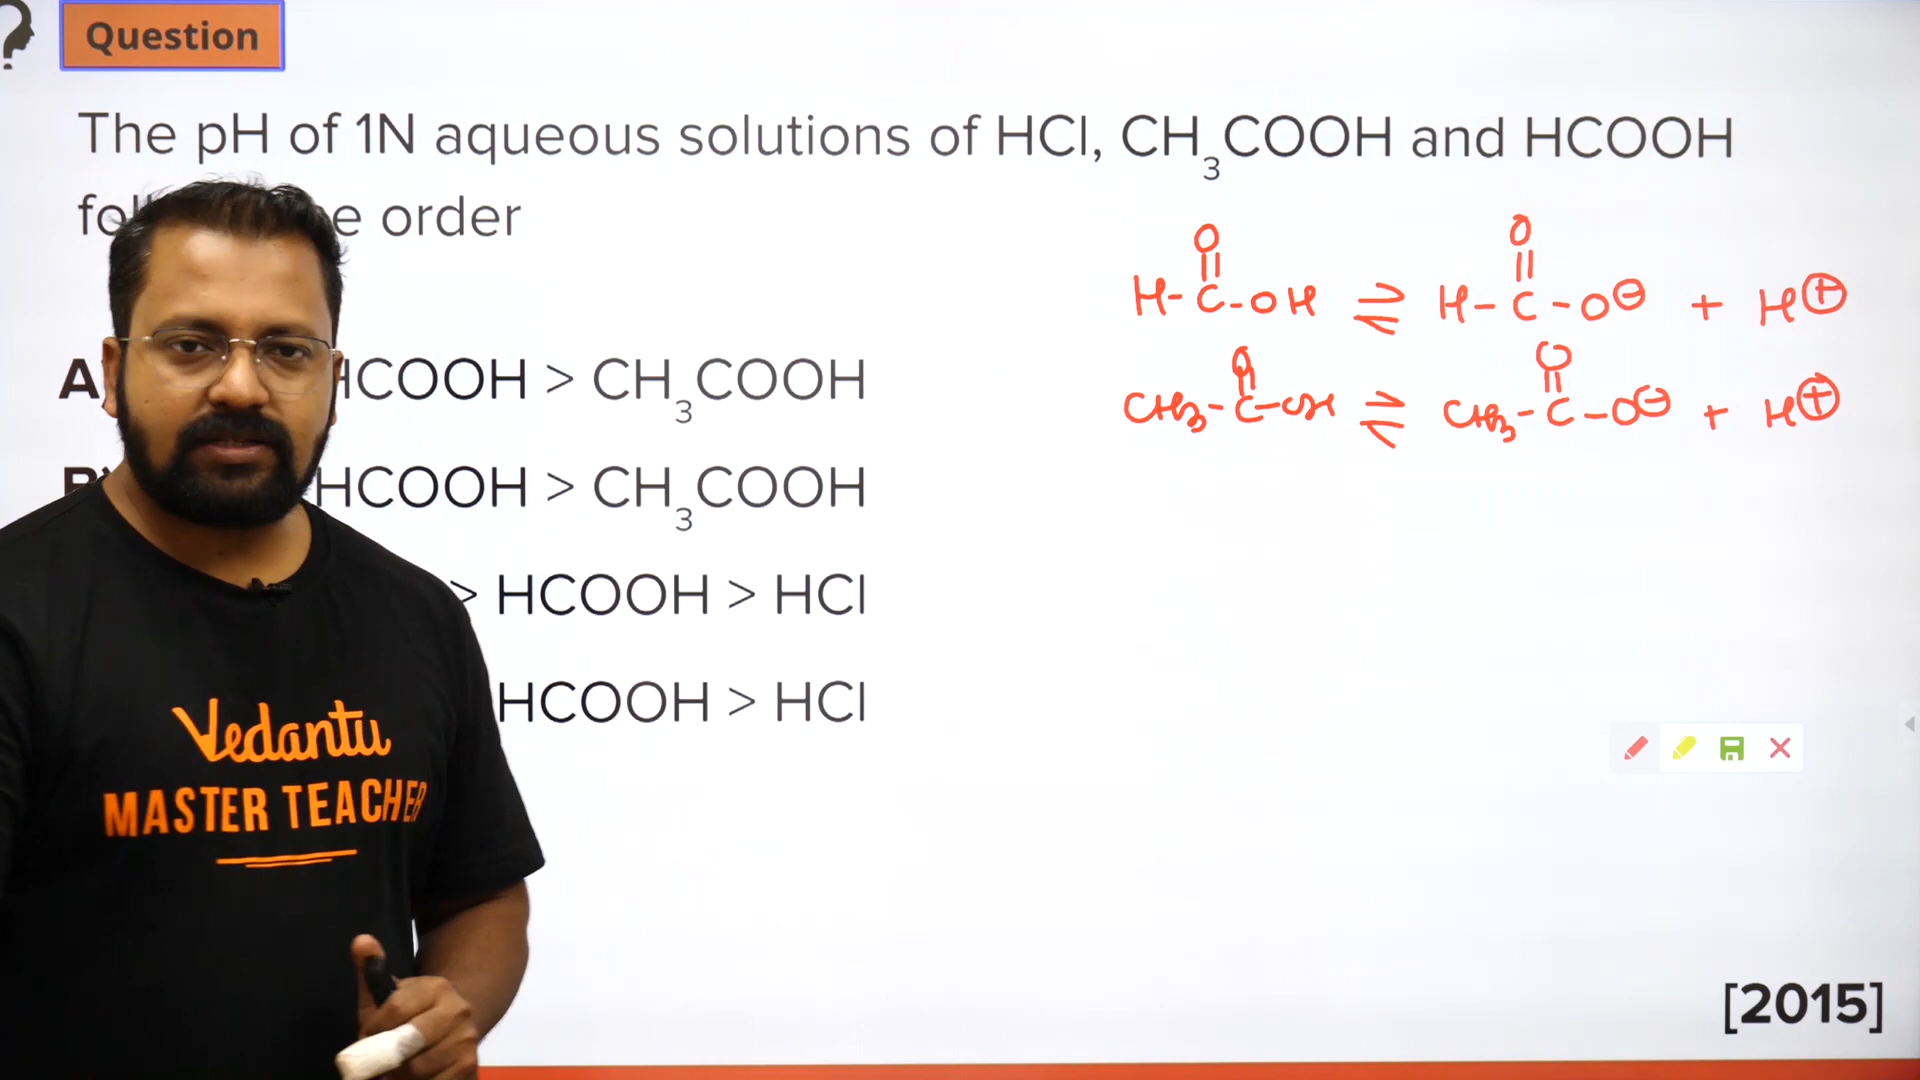 ?
Question
The pH of 1N aqueous solutions of HCl, CH₃COOH and HCOOH
order
A HCOOH > CH₃COOH
HCOOH > CH₃COOH
> HCOOH > HCl
HCOOH > HCl
O O
H-C-OH ⇌ H-C-O⊖ + H⊕
O O
CH₃-C-OH ⇌ CH₃-C-O⊖ + H⊕
Vedantu
MASTER TEACHER
[2015]